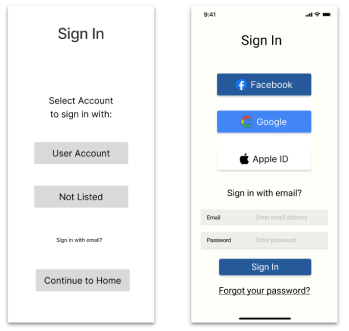 Sign In
Select Account
to sign in with:
User Account
Not Listed
Sign in with email?
Continue to Home
9:41
Sign In
Facebook
Google
Apple ID
Sign in with email?
Email Enter email address
Password Enter password
Sign In
Forgot your password?